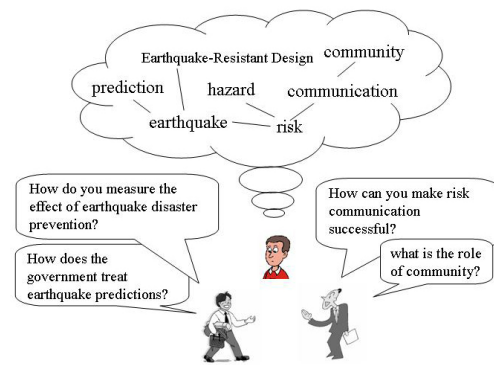 Earthquake-Resistant Design
community
prediction
hazard
communication
earthquake
risk
How do you measure the
effect of earthquake disaster
prevention?
How does the
government treat
earthquake predictions?
How can you make risk
communication
successful?
what is the role
of community?